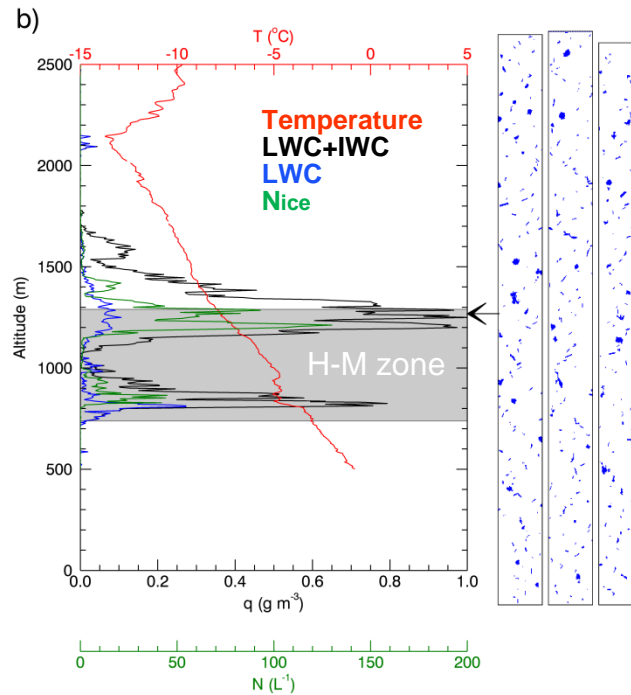 b)
T (°C)
-15 -10 -5 0 5
2500
2000
1500
1000
500
0
Altitude (m)
Temperature
LWC+IWC
LWC
Nice
H-M zone
0.0 0.2 0.4 0.6 0.8 1.0
q (g m⁻³)
0 50 100 150 200
N (L⁻¹)